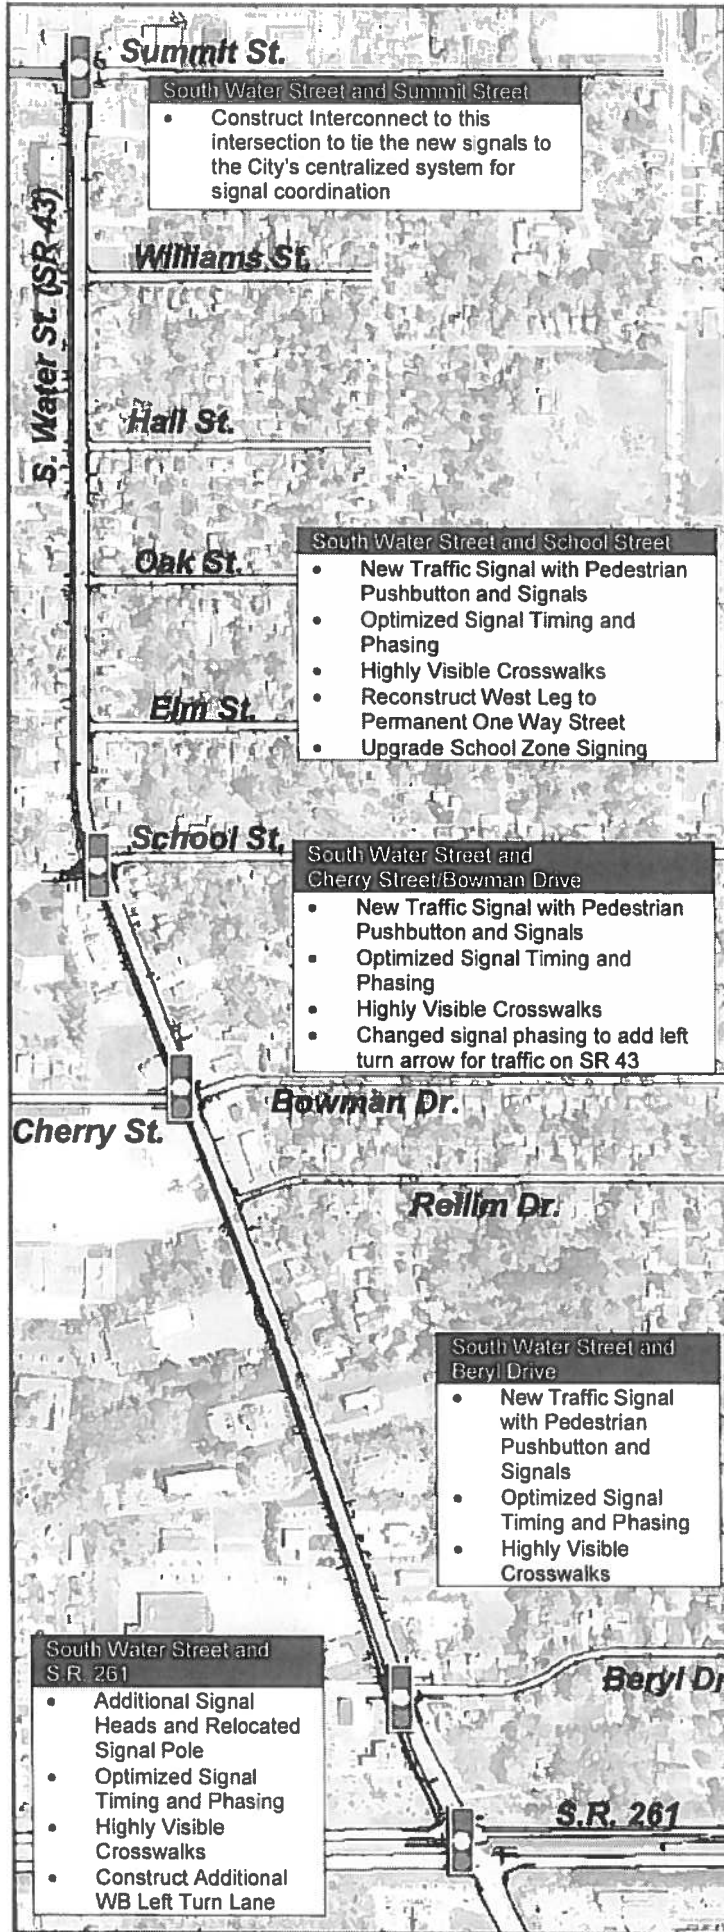 Summit St.
South Water Street and Summit Street
• Construct Interconnect to this
intersection to tie the new signals to
the City's centralized system for
signal coordination
S. Water St. (SR 43)
Williams St.
Hall St.
Oak St.
South Water Street and School Street
• New Traffic Signal with Pedestrian
Pushbutton and Signals
• Optimized Signal Timing and
Phasing
• Highly Visible Crosswalks
• Reconstruct West Leg to
Permanent One Way Street
• Upgrade School Zone Signing
Elm St.
School St.
South Water Street and
Cherry Street/Bowman Drive
• New Traffic Signal with Pedestrian
Pushbutton and Signals
• Optimized Signal Timing and
Phasing
• Highly Visible Crosswalks
• Changed signal phasing to add left
turn arrow for traffic on SR 43
Bowman Dr.
Cherry St.
Rellim Dr.
South Water Street and
Beryl Drive
• New Traffic Signal
with Pedestrian
Pushbutton and
Signals
• Optimized Signal
Timing and Phasing
• Highly Visible
Crosswalks
Beryl Dr
South Water Street and
S.R. 261
• Additional Signal
Heads and Relocated
Signal Pole
• Optimized Signal
Timing and Phasing
• Highly Visible
Crosswalks
• Construct Additional
WB Left Turn Lane
S.R. 261